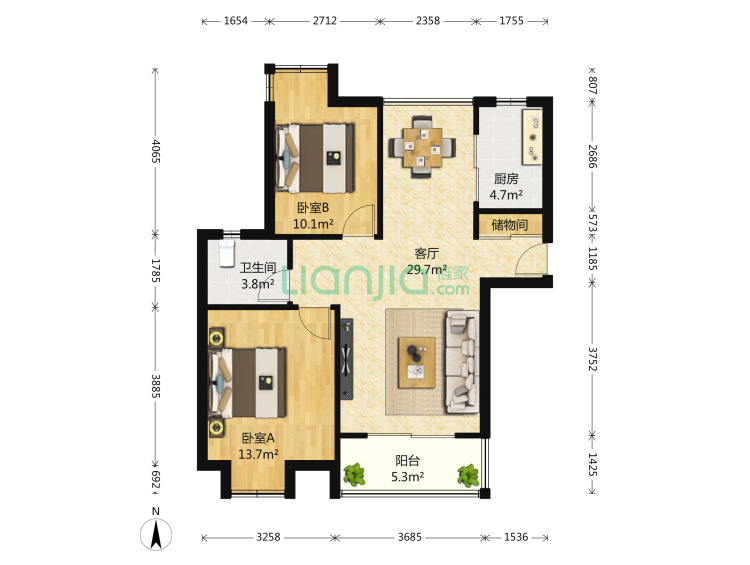 1654 2712 2358 1755
807
4065
2686
573
1185
1785
3752
3885
1425
692
卧室B
10.1m²
厨房
4.7m²
储物间
客厅
29.7m²
卫生间
3.8m²
Lianjia 链家
.com
卧室A
13.7m²
阳台
5.3m²
N
3258 3685 1536